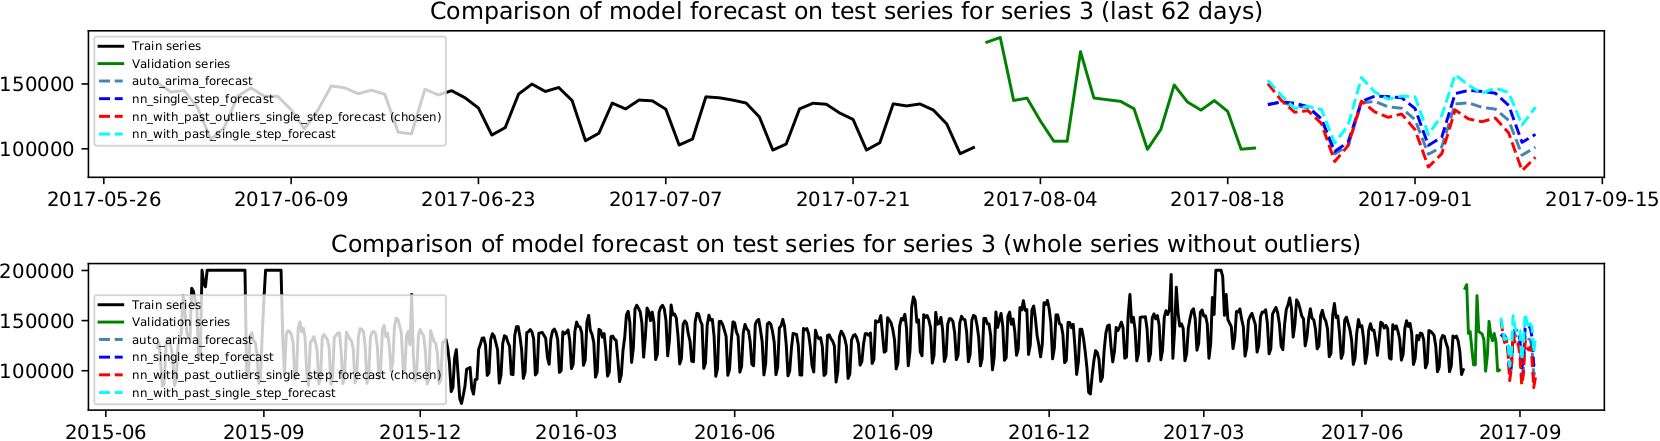 Comparison of model forecast on test series for series 3 (last 62 days)
Train series
Validation series
auto_arima_forecast
nn_single_step_forecast
nn_with_past_outliers_single_step_forecast (chosen)
nn_with_past_single_step_forecast
150000
100000
2017-05-26 2017-06-09 2017-06-23 2017-07-07 2017-07-21 2017-08-04 2017-08-18 2017-09-01 2017-09-15
Comparison of model forecast on test series for series 3 (whole series without outliers)
200000
Train series
150000
Validation series
auto_arima_forecast
nn_single_step_forecast
100000
nn_with_past_outliers_single_step_forecast (chosen)
nn_with_past_single_step_forecast
2015-06 2015-09 2015-12 2016-03 2016-06 2016-09 2016-12 2017-03 2017-06 2017-09